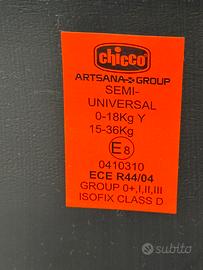 chicco
ARTSANA GROUP
SEMI-
UNIVERSAL
0-18Kg Y
15-36Kg
E8
0410310
ECE R44/04
GROUP 0+,I,II,III
ISOFIX CLASS D
subito